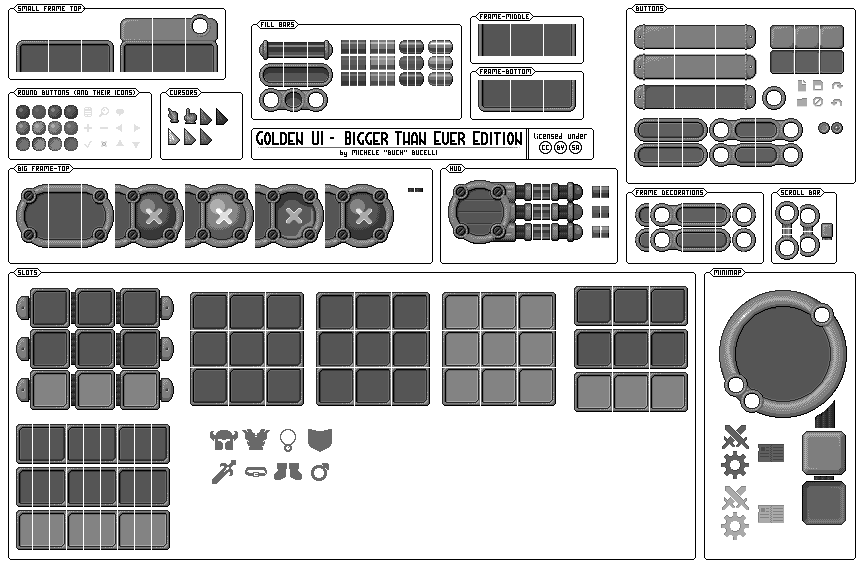 SMALL FRAME TOP
FILL BARS
FRAME-MIDDLE
BUTTONS
FRAME-BOTTOM
ROUND BUTTONS (AND THEIR ICONS)
CURSORS
GOLDEN UI - BIGGER THAN EVER EDITION
by MICHELE "BUCH" BUCELLI
licensed under
CC BY SA
BIG FRAME-TOP
HUD
FRAME DECORATIONS
SCROLL BAR
SLOTS
MINIMAP